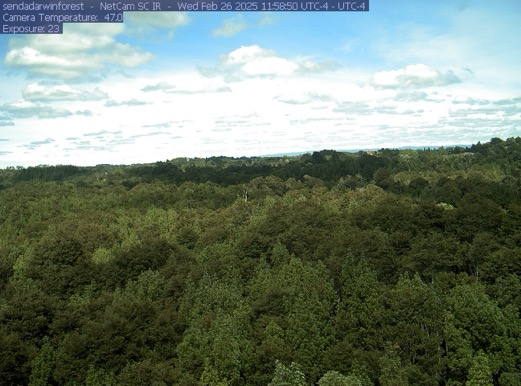 sendadarwinforest - NetCam SC IR - Wed Feb 26 2025 11:58:50 UTC-4 - UTC-4
Camera Temperature: 47.0
Exposure: 23